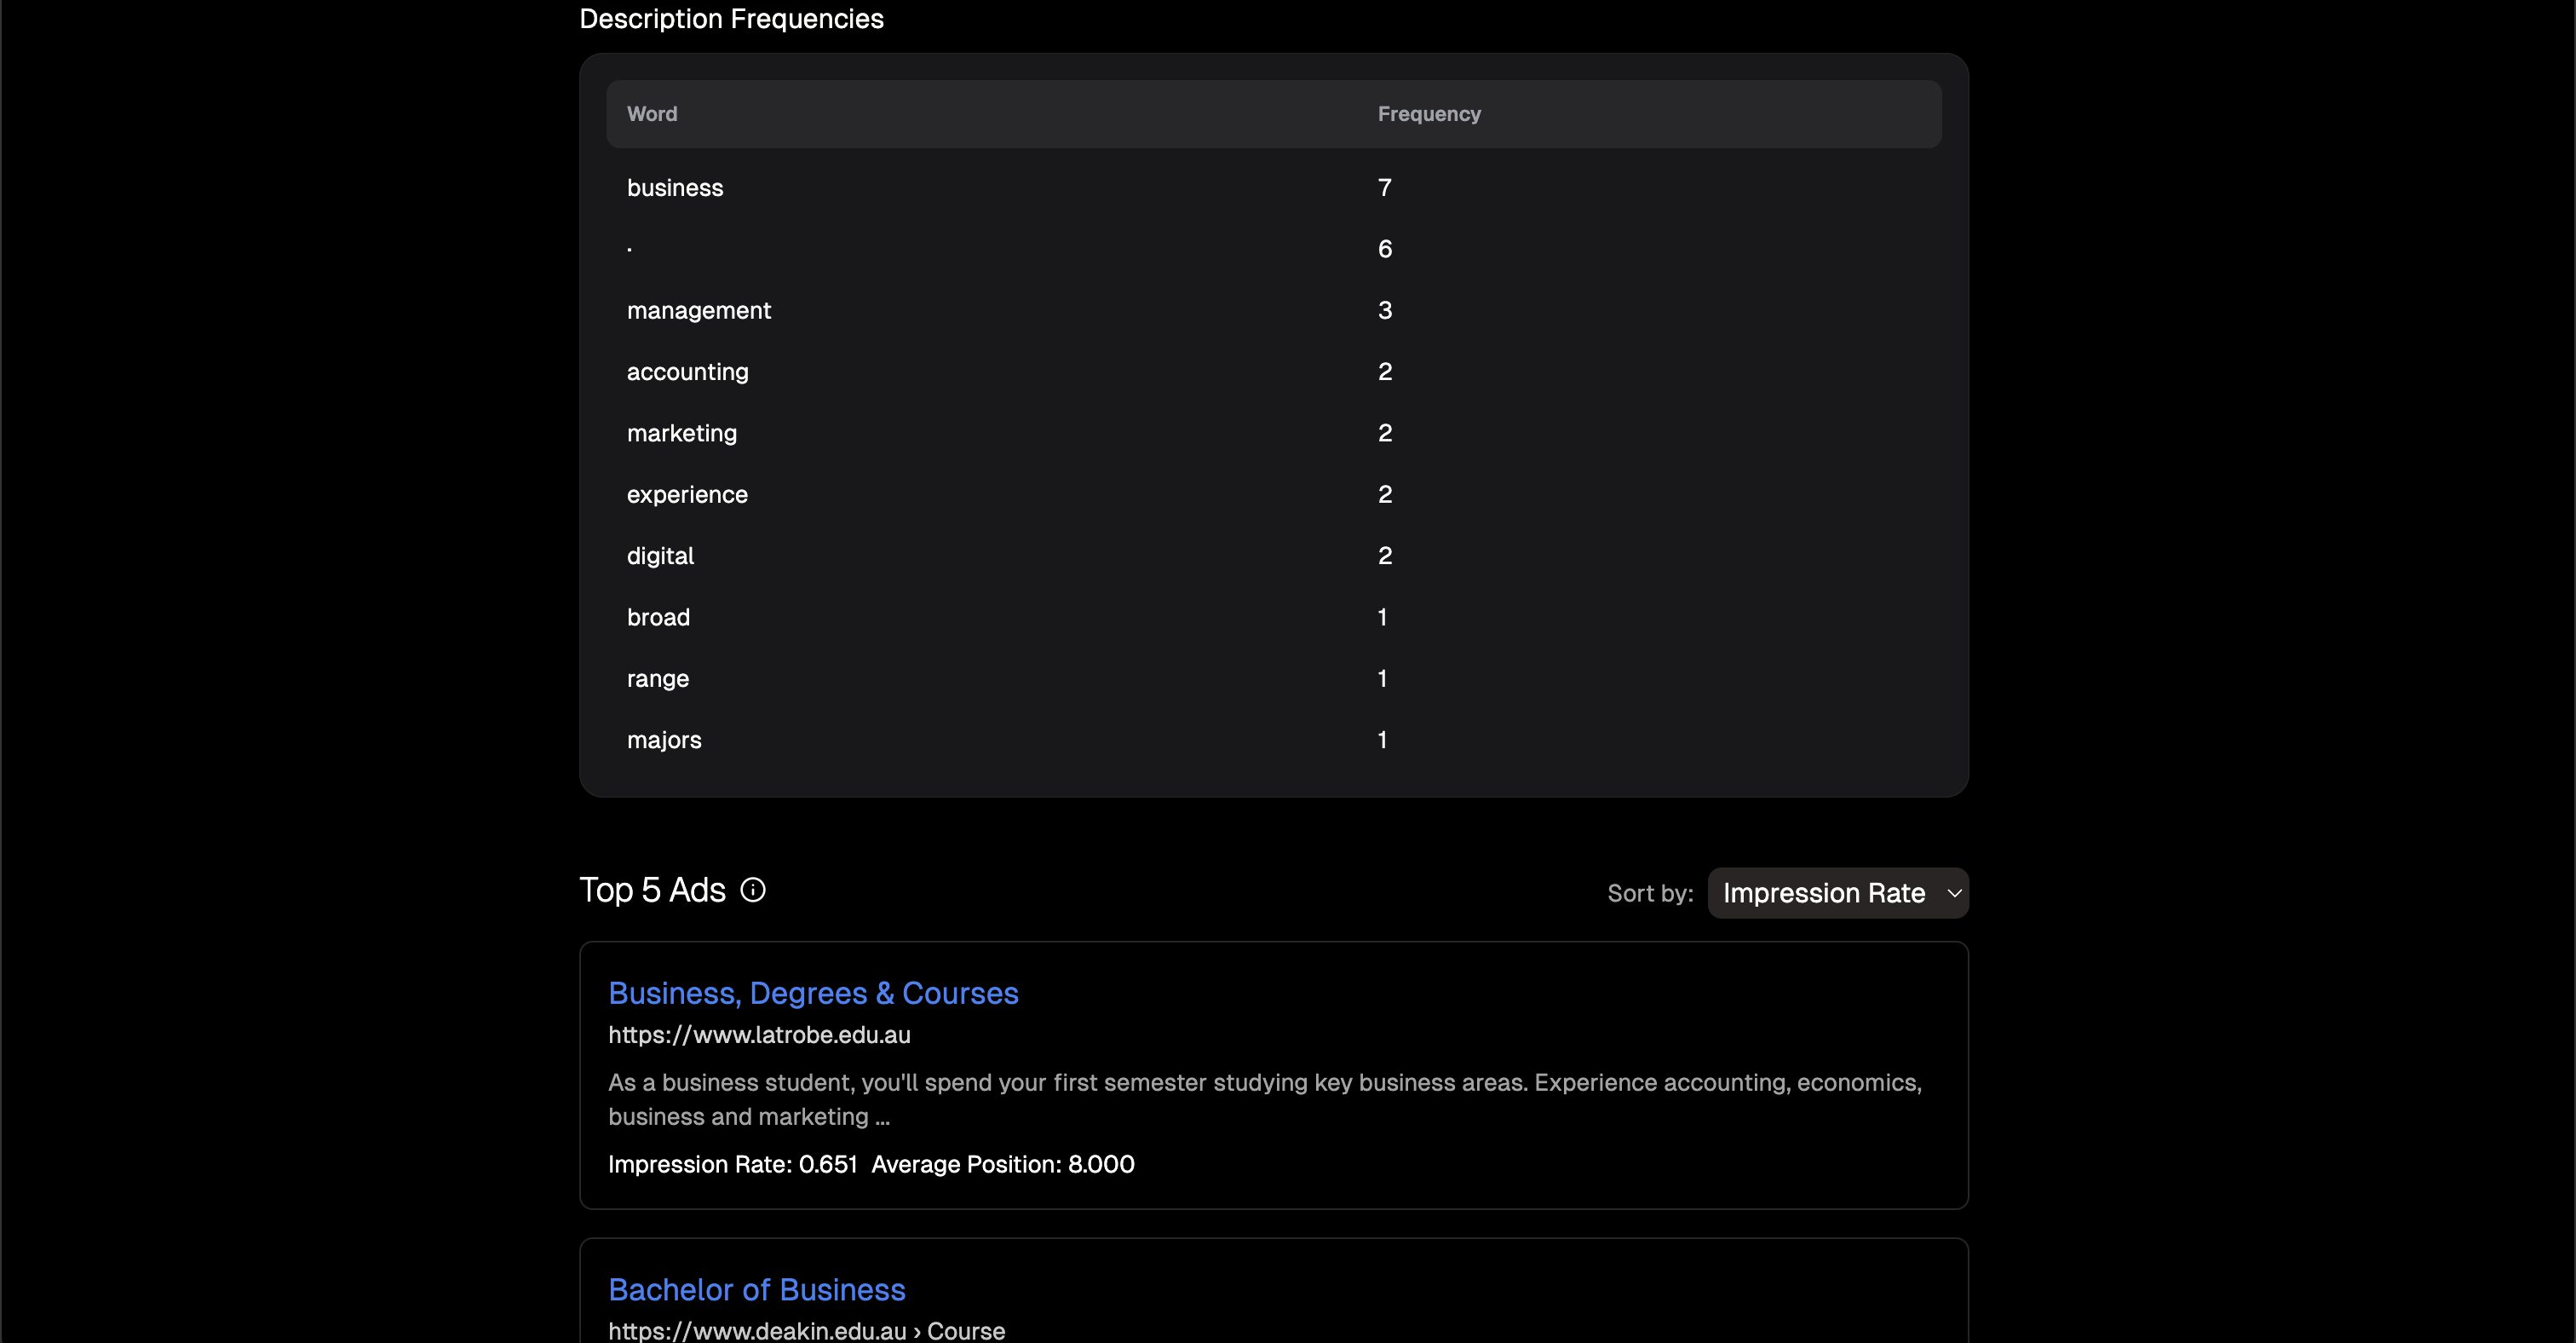 Description Frequencies
Word Frequency
business 7
· 6
management 3
accounting 2
marketing 2
experience 2
digital 2
broad 1
range 1
majors 1
Top 5 Ads
Sort by: Impression Rate
Business, Degrees & Courses
https://www.latrobe.edu.au
As a business student, you'll spend your first semester studying key business areas. Experience accounting, economics,
business and marketing ...
Impression Rate: 0.651 Average Position: 8.000
Bachelor of Business
https://www.deakin.edu.au › Course